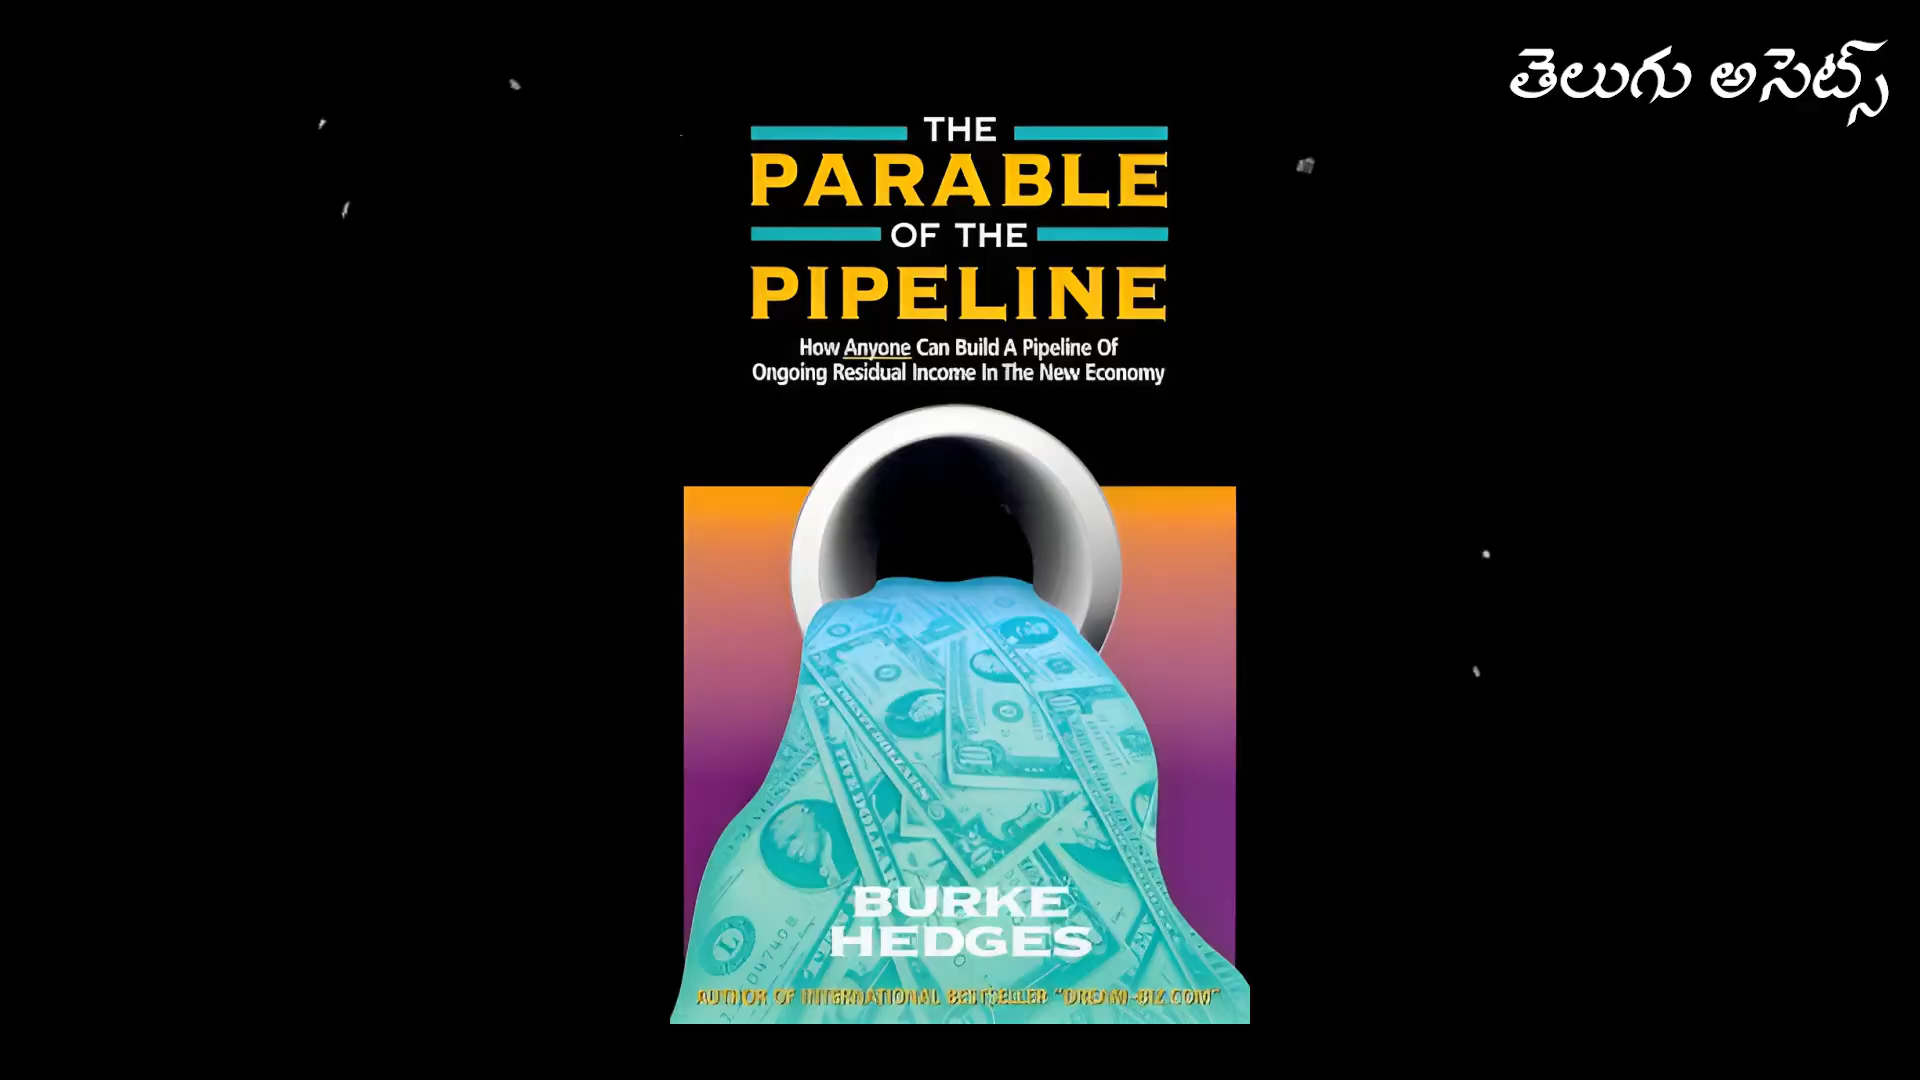 తెలుగు అసెట్స్
THE
PARABLE
OF THE
PIPELINE
How Anyone Can Build A Pipeline Of
Ongoing Residual Income In The New Economy
BURKE
HEDGES
AUTHOR OF INTERNATIONAL BESTSELLER "DREAM-BIZ.COM"